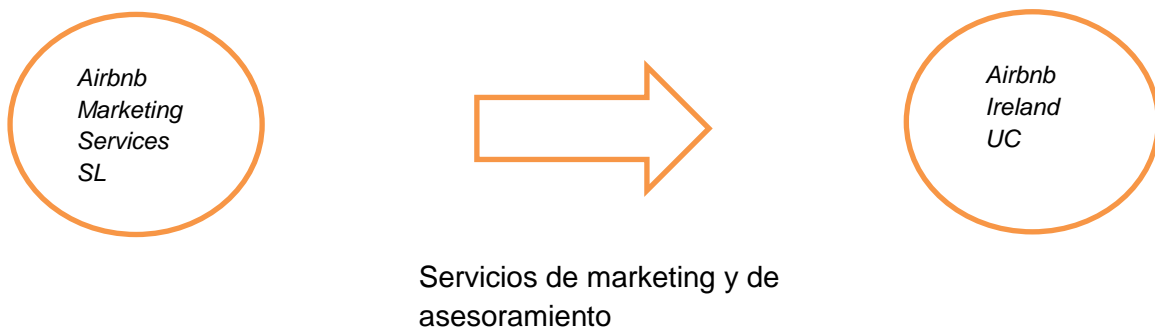 Airbnb
Marketing
Services
SL
Airbnb
Ireland
UC
Servicios de marketing y de
asesoramiento